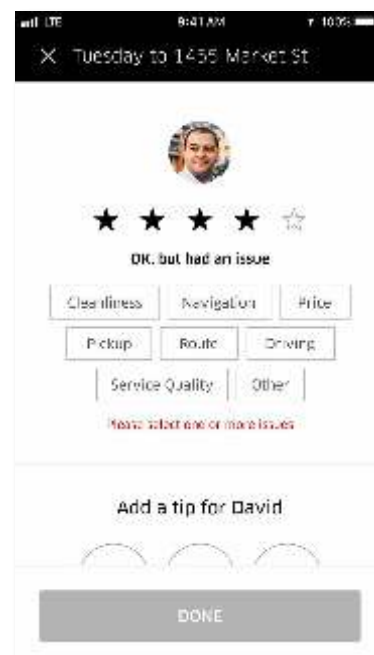 LTE 9:41 AM 100%
Tuesday to 1455 Market St
OK, but had an issue
Cleanliness Navigation Price
Pickup Route Driving
Service Quality Other
Please select one or more issues
Add a tip for David
DONE